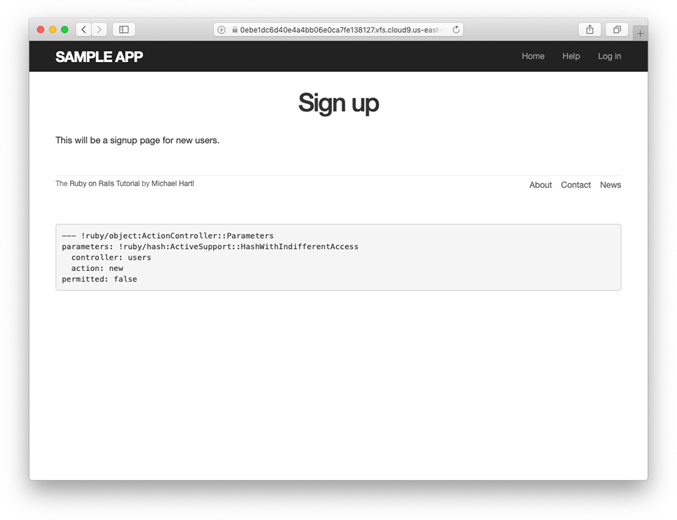 0ebe1dc6d40e4a4bb06e0ca7fe138127.vfs.cloud9.us-east-
SAMPLE APP Home Help Log in
Sign up
This will be a signup page for new users.
The Ruby on Rails Tutorial by Michael Hartl About Contact News
--- !ruby/object:ActionController::Parameters
parameters: !ruby/hash:ActiveSupport::HashWithIndifferentAccess
  controller: users
  action: new
permitted: false